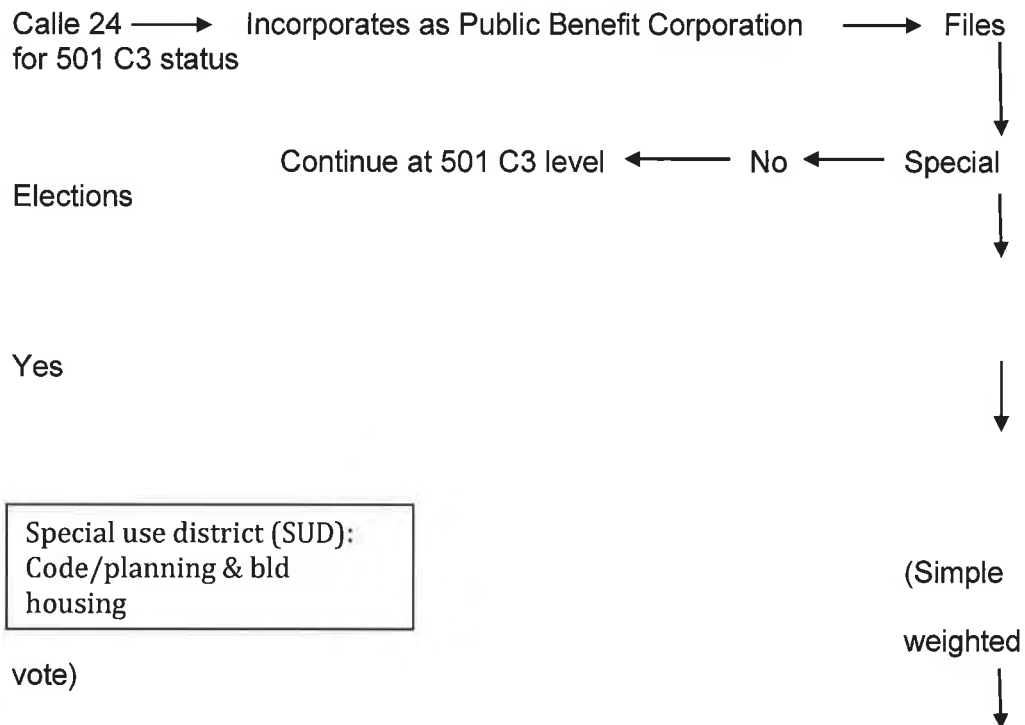 Calle 24 Incorporates as Public Benefit Corporation Files
for 501 C3 status
Continue at 501 C3 level No Special
Elections
Yes
Special use district (SUD):
Code/planning & bld
housing
(Simple
weighted
vote)